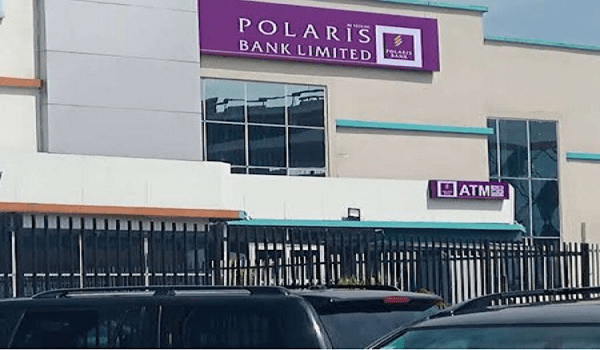 POLARIS
BANK LIMITED
POLARIS
BANK
ATM